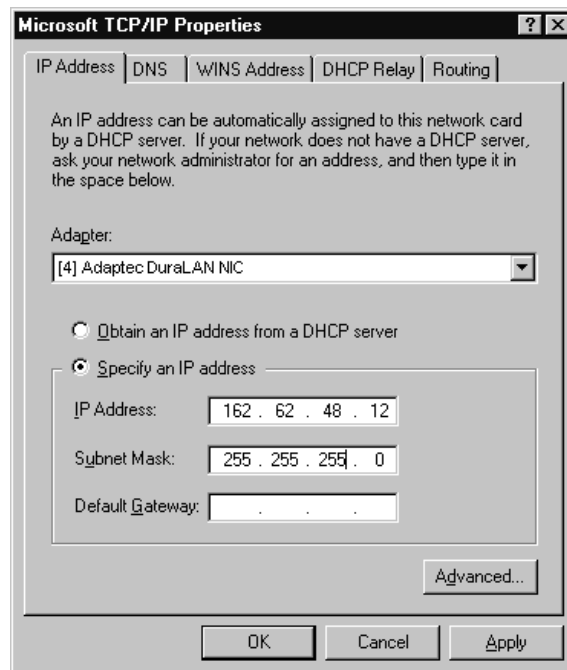 Microsoft TCP/IP Properties
IP Address DNS WINS Address DHCP Relay Routing
An IP address can be automatically assigned to this network card
by a DHCP server. If your network does not have a DHCP server,
ask your network administrator for an address, and then type it in
the space below.
Adapter:
[4] Adaptec DuraLAN NIC
Obtain an IP address from a DHCP server
Specify an IP address
IP Address: 162 . 62 . 48 . 12
Subnet Mask: 255 . 255 . 255 . 0
Default Gateway: . . .
Advanced...
OK Cancel Apply